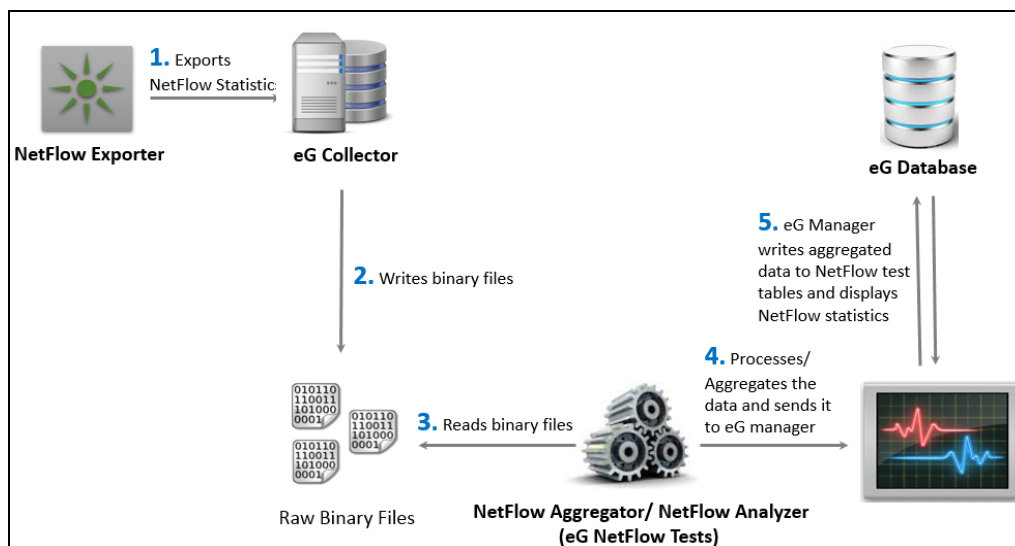 1. Exports
NetFlow Statistics
NetFlow Exporter
eG Collector
eG Database
2. Writes binary files
5. eG Manager
writes aggregated
data to NetFlow test
tables and displays
NetFlow statistics
4. Processes/
Aggregates the
data and sends it
to eG manager
010110
110011
101000
0001
010110
110011
101000
0001
010110
110011
101000
0001
3. Reads binary files
Raw Binary Files
NetFlow Aggregator/ NetFlow Analyzer
(eG NetFlow Tests)